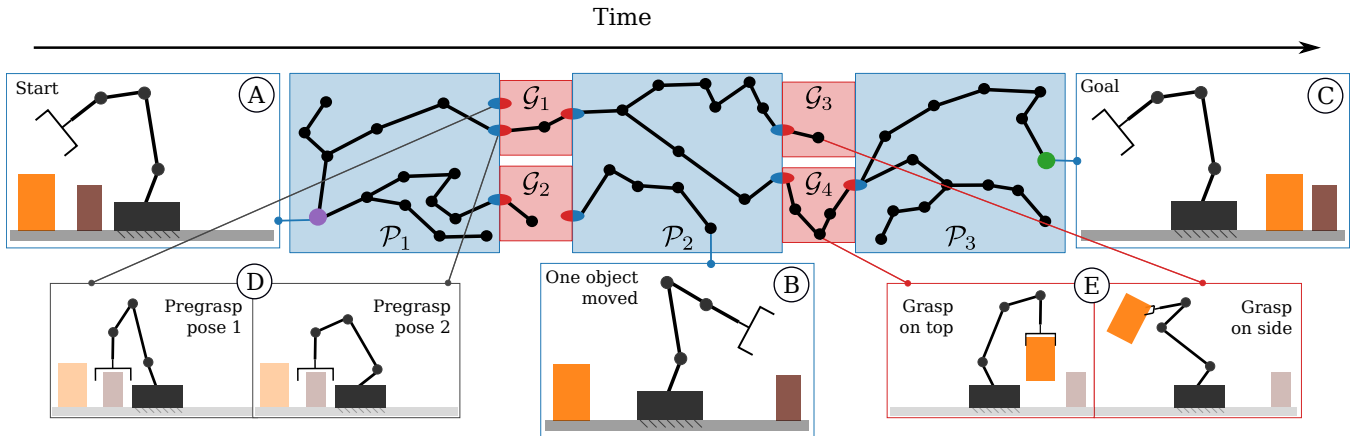 Time
Start
A
𝒢₁
𝒢₃
Goal
C
𝒢₂
𝒢₄
𝒫₁
𝒫₂
𝒫₃
D
Pregrasp
pose 1
Pregrasp
pose 2
One object
moved
B
E
Grasp
on top
Grasp
on side